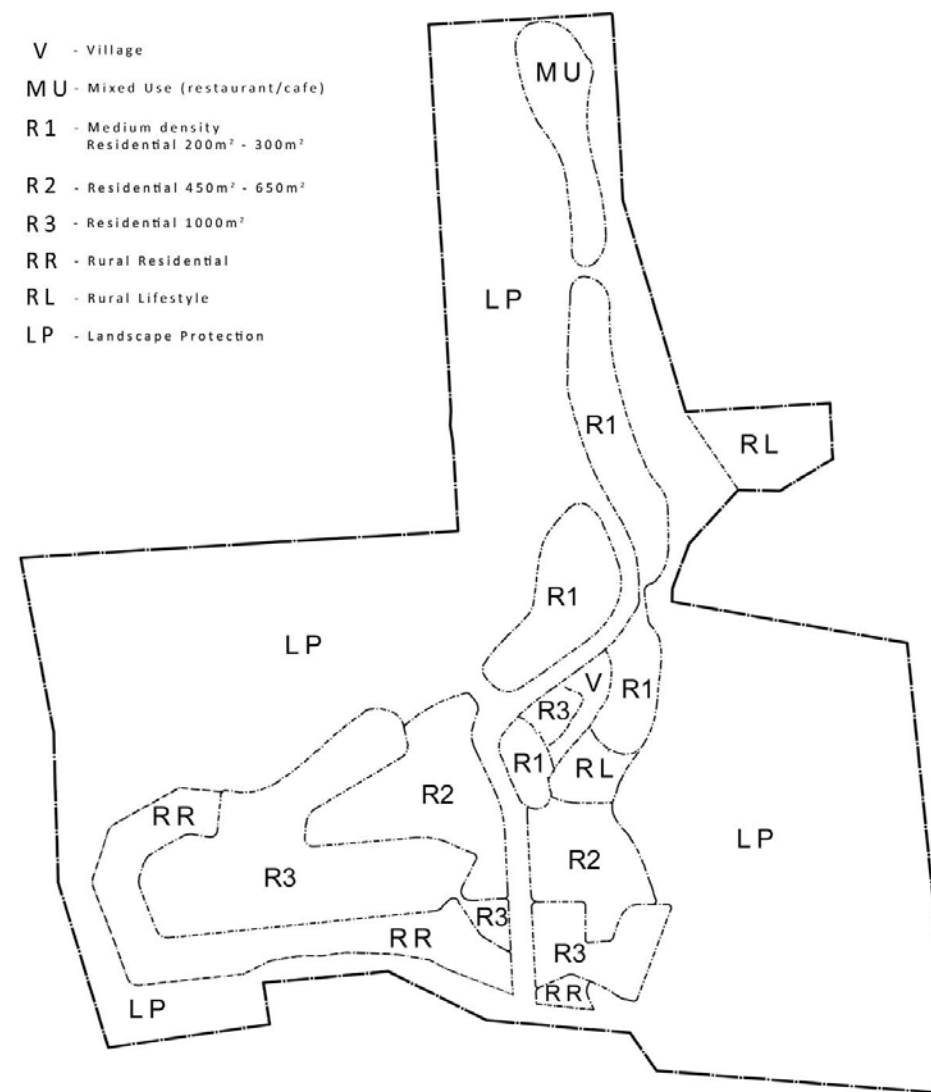 V - Village
MU - Mixed Use (restaurant/cafe)
R1 - Medium density
Residential 200m² - 300m²
R2 - Residential 450m² - 650m²
R3 - Residential 1000m²
RR - Rural Residential
RL - Rural Lifestyle
LP - Landscape Protection
MU
LP
R1
RL
R1
LP
V
R1
R3
R1
RL
R2
RR
LP
R2
R3
R3
RR
R3
RR
LP